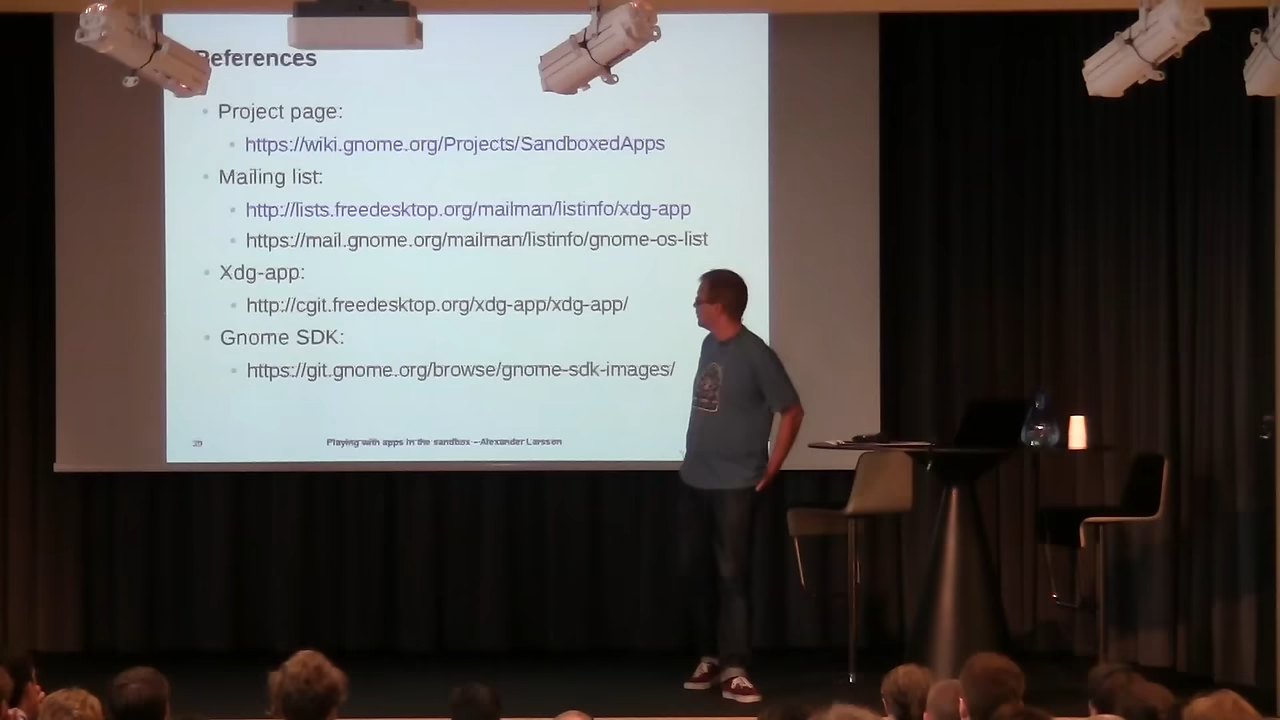 References
Project page:
https://wiki.gnome.org/Projects/SandboxedApps
Mailing list:
http://lists.freedesktop.org/mailman/listinfo/xdg-app
https://mail.gnome.org/mailman/listinfo/gnome-os-list
Xdg-app:
http://cgit.freedesktop.org/xdg-app/xdg-app/
Gnome SDK:
https://git.gnome.org/browse/gnome-sdk-images/
39 Playing with apps in the sandbox – Alexander Larsson